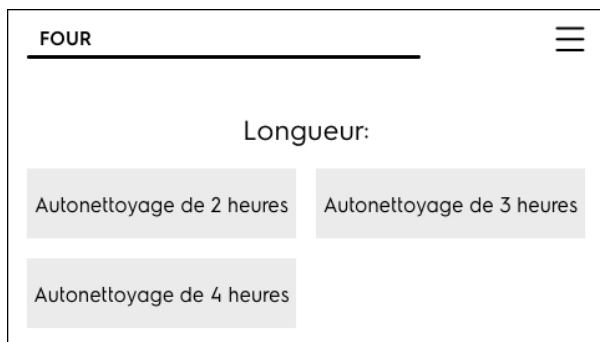 FOUR
Longueur:
Autonettoyage de 2 heures
Autonettoyage de 3 heures
Autonettoyage de 4 heures